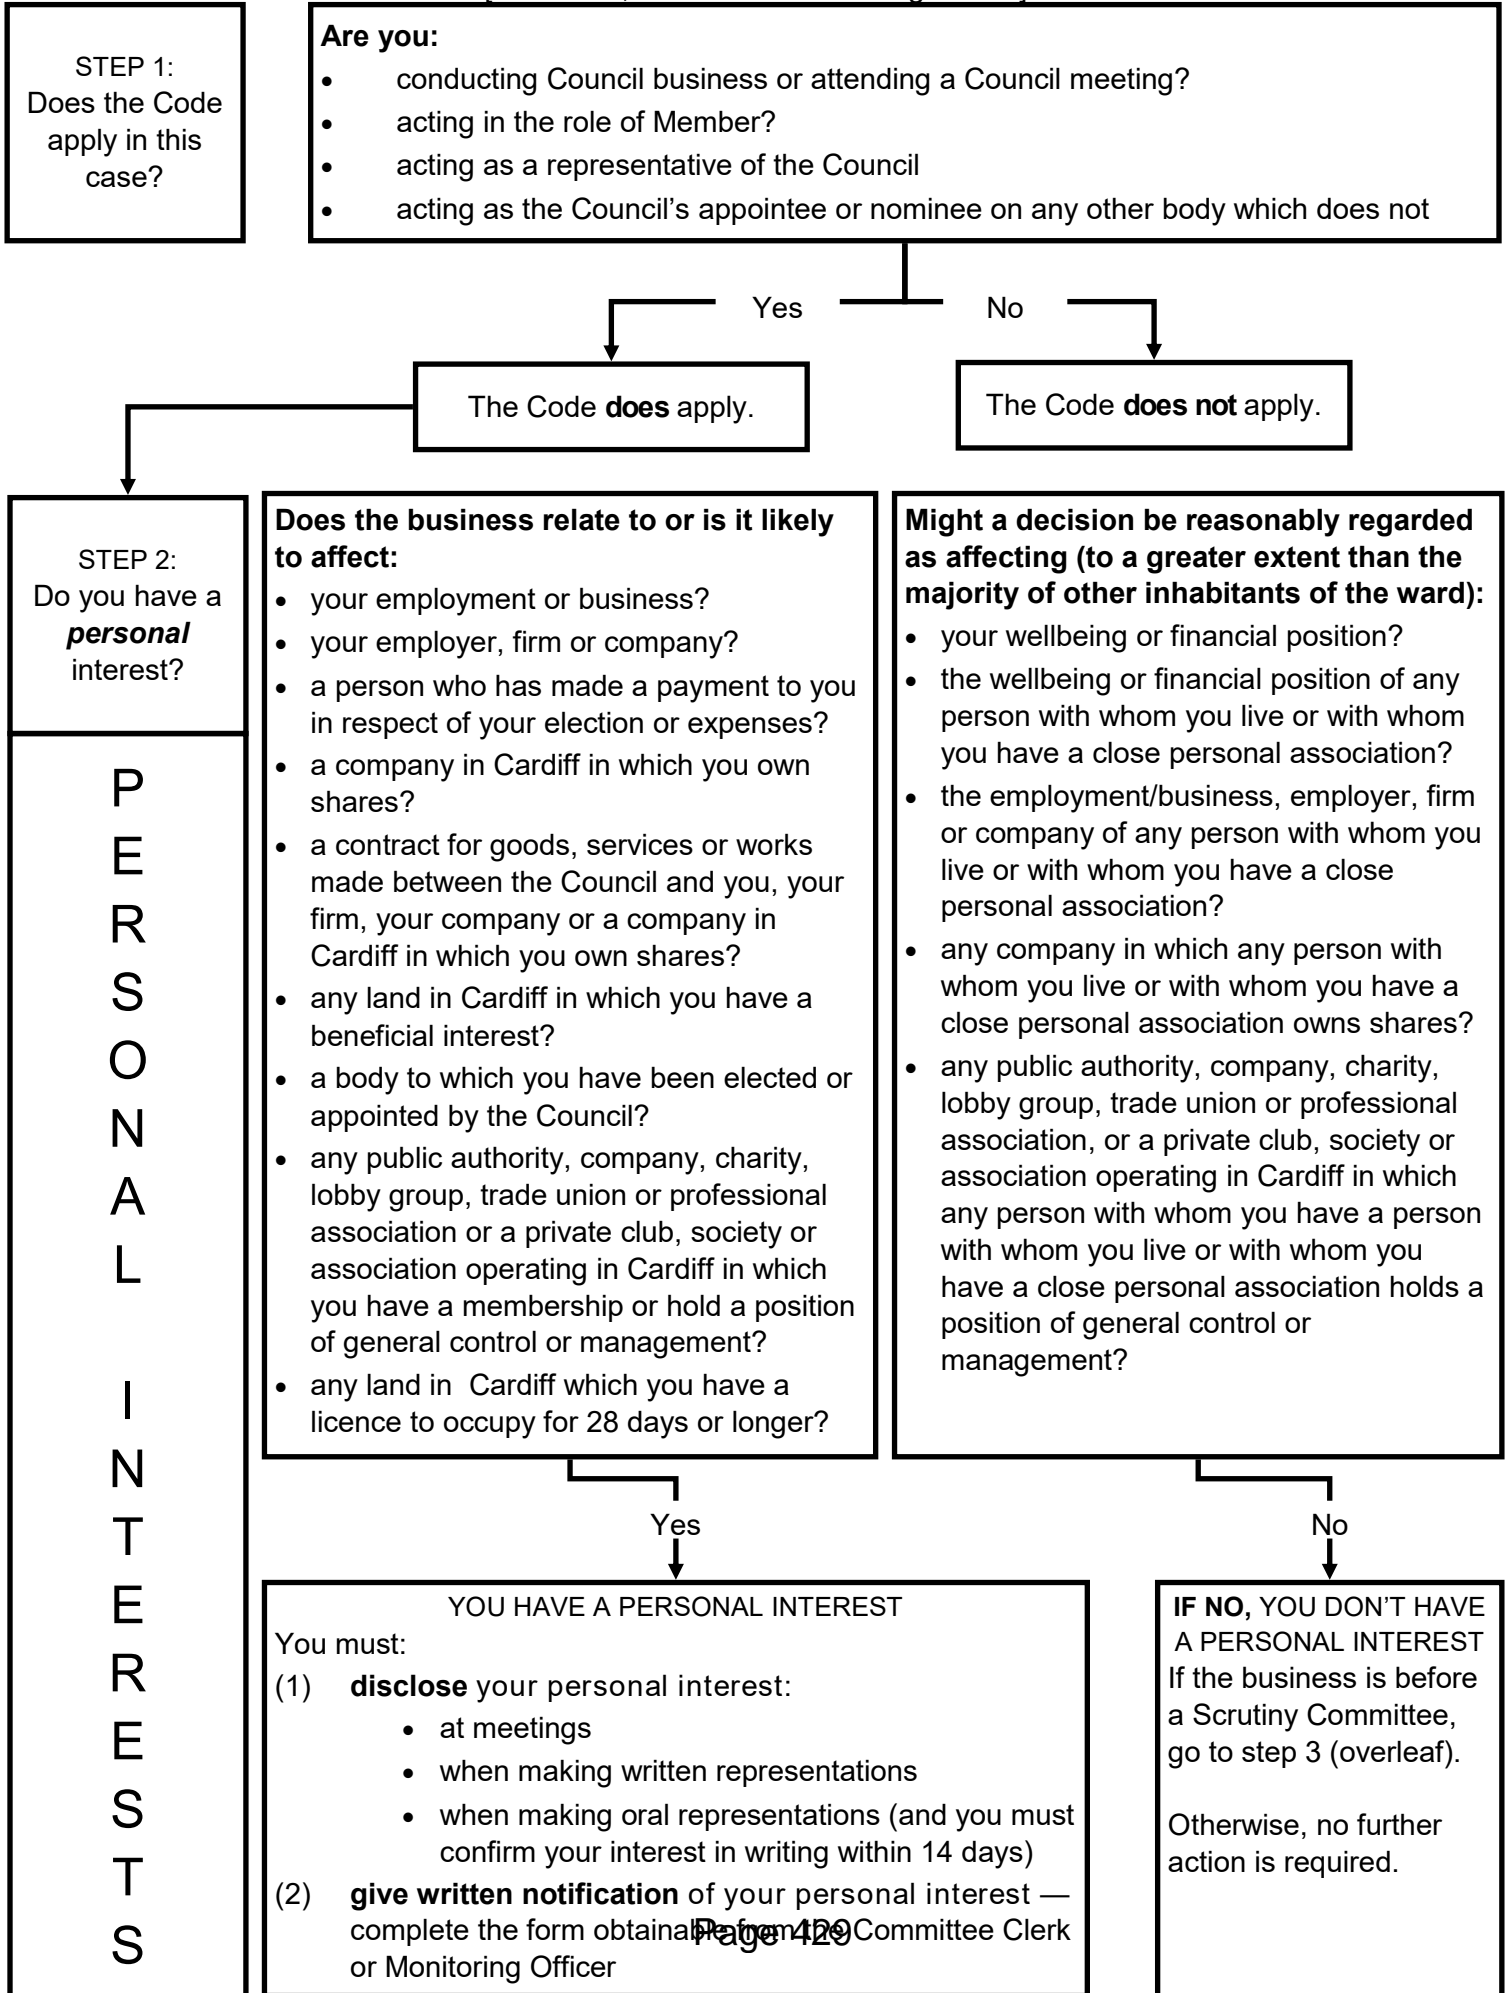 STEP 1:
Does the Code
apply in this
case?
Are you:
• conducting Council business or attending a Council meeting?
• acting in the role of Member?
• acting as a representative of the Council
• acting as the Council’s appointee or nominee on any other body which does not
Yes
No
The Code does apply.
The Code does not apply.
STEP 2:
Do you have a
personal
interest?
PERSONAL INTERESTS
Does the business relate to or is it likely
to affect:
• your employment or business?
• your employer, firm or company?
• a person who has made a payment to you
in respect of your election or expenses?
• a company in Cardiff in which you own
shares?
• a contract for goods, services or works
made between the Council and you, your
firm, your company or a company in
Cardiff in which you own shares?
• any land in Cardiff in which you have a
beneficial interest?
• a body to which you have been elected or
appointed by the Council?
• any public authority, company, charity,
lobby group, trade union or professional
association or a private club, society or
association operating in Cardiff in which
you have a membership or hold a position
of general control or management?
• any land in  Cardiff which you have a
licence to occupy for 28 days or longer?
Might a decision be reasonably regarded
as affecting (to a greater extent than the
majority of other inhabitants of the ward):
• your wellbeing or financial position?
• the wellbeing or financial position of any
person with whom you live or with whom
you have a close personal association?
• the employment/business, employer, firm
or company of any person with whom you
live or with whom you have a close
personal association?
• any company in which any person with
whom you live or with whom you have a
close personal association owns shares?
• any public authority, company, charity,
lobby group, trade union or professional
association, or a private club, society or
association operating in Cardiff in which
any person with whom you have a person
with whom you live or with whom you
have a close personal association holds a
position of general control or
management?
Yes
No
YOU HAVE A PERSONAL INTEREST
You must:
(1) disclose your personal interest:
• at meetings
• when making written representations
• when making oral representations (and you must
confirm your interest in writing within 14 days)
(2) give written notification of your personal interest —
complete the form obtainable from the Committee Clerk
or Monitoring Officer
IF NO, YOU DON’T HAVE
A PERSONAL INTEREST
If the business is before
a Scrutiny Committee,
go to step 3 (overleaf).
Otherwise, no further
action is required.
Page 429